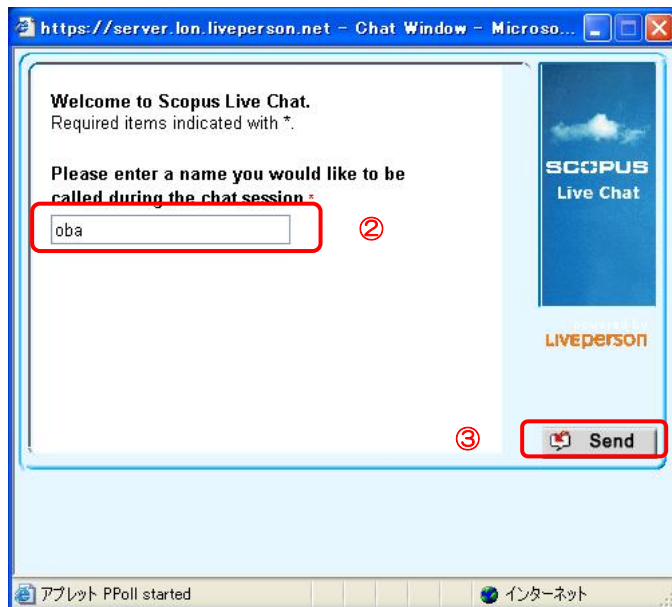 https://server.lon.liveperson.net - Chat Window - Microso...
Welcome to Scopus Live Chat.
Required items indicated with *.
Please enter a name you would like to be
called during the chat session *
oba
②
SCOPUS
Live Chat
powered by
LIVEperson
③
Send
アプレット PPoll started
インターネット